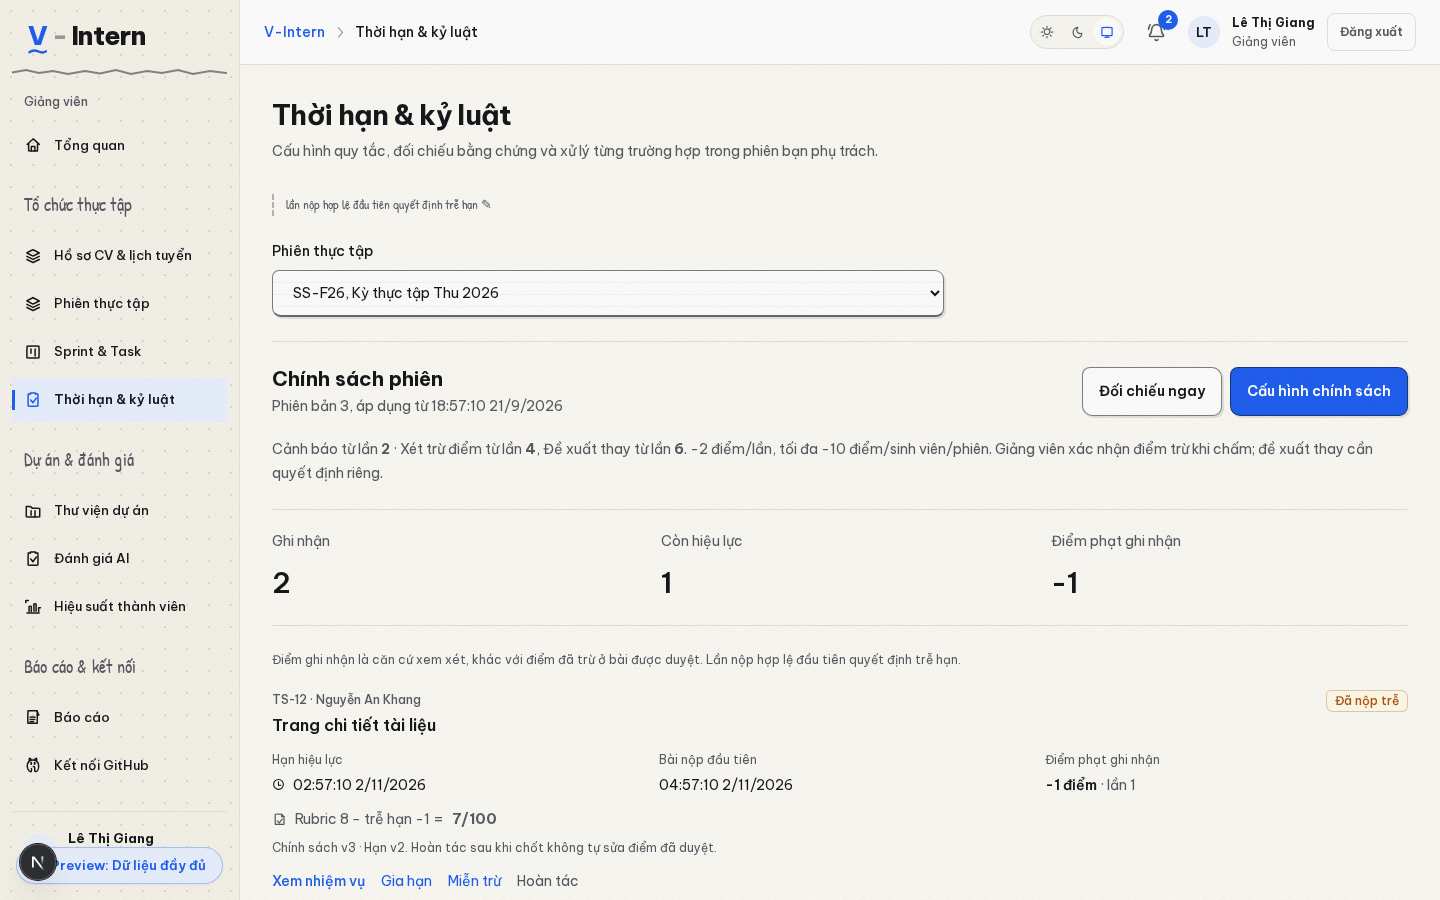 V - Intern
Giảng viên
Tổng quan
Tổ chức thực tập
Hồ sơ CV & lịch tuyển
Phiên thực tập
Sprint & Task
Thời hạn & kỷ luật
Dự án & đánh giá
Thư viện dự án
Đánh giá AI
Hiệu suất thành viên
Báo cáo & kết nối
Báo cáo
Kết nối GitHub
Lê Thị Giang
Preview: Dữ liệu đầy đủ
N
V-Intern > Thời hạn & kỷ luật
2
LT
Lê Thị Giang
Giảng viên
Đăng xuất
Thời hạn & kỷ luật
Cấu hình quy tắc, đối chiếu bằng chứng và xử lý từng trường hợp trong phiên bạn phụ trách.
lần nộp hợp lệ đầu tiên quyết định trễ hạn ✎
Phiên thực tập
SS-F26, Kỳ thực tập Thu 2026
Chính sách phiên
Phiên bản 3, áp dụng từ 18:57:10 21/9/2026
Đối chiếu ngay
Cấu hình chính sách
Cảnh báo từ lần 2 · Xét trừ điểm từ lần 4, Đề xuất thay từ lần 6. -2 điểm/lần, tối đa -10 điểm/sinh viên/phiên. Giảng viên xác nhận điểm trừ khi chấm; đề xuất thay cần
quyết định riêng.
Ghi nhận
2
Còn hiệu lực
1
Điểm phạt ghi nhận
-1
Điểm ghi nhận là căn cứ xem xét, khác với điểm đã trừ ở bài được duyệt. Lần nộp hợp lệ đầu tiên quyết định trễ hạn.
TS-12 · Nguyễn An Khang
Đã nộp trễ
Trang chi tiết tài liệu
Hạn hiệu lực
02:57:10 2/11/2026
Bài nộp đầu tiên
04:57:10 2/11/2026
Điểm phạt ghi nhận
-1 điểm · lần 1
Rubric 8 - trễ hạn -1 = 7/100
Chính sách v3 · Hạn v2. Hoàn tác sau khi chốt không tự sửa điểm đã duyệt.
Xem nhiệm vụ Gia hạn Miễn trừ Hoàn tác